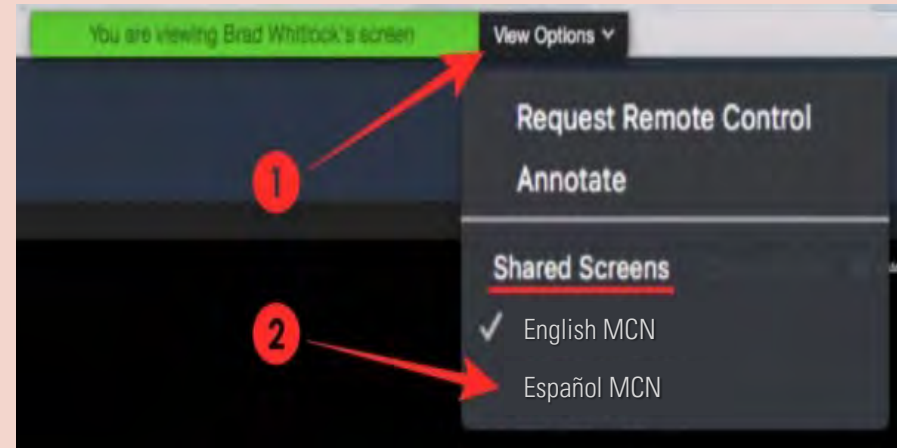 You are viewing Brad Whitlock's screen
View Options
1
Request Remote Control
Annotate
Shared Screens
2
English MCN
Español MCN